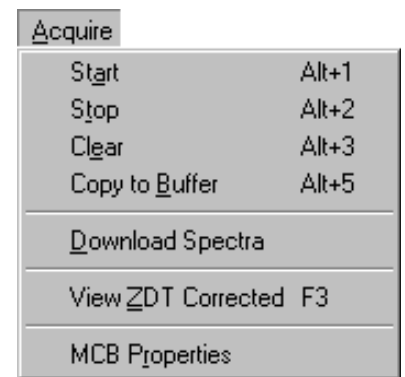 Acquire
Start Alt+1
Stop Alt+2
Clear Alt+3
Copy to Buffer Alt+5
Download Spectra
View ZDT Corrected F3
MCB Properties